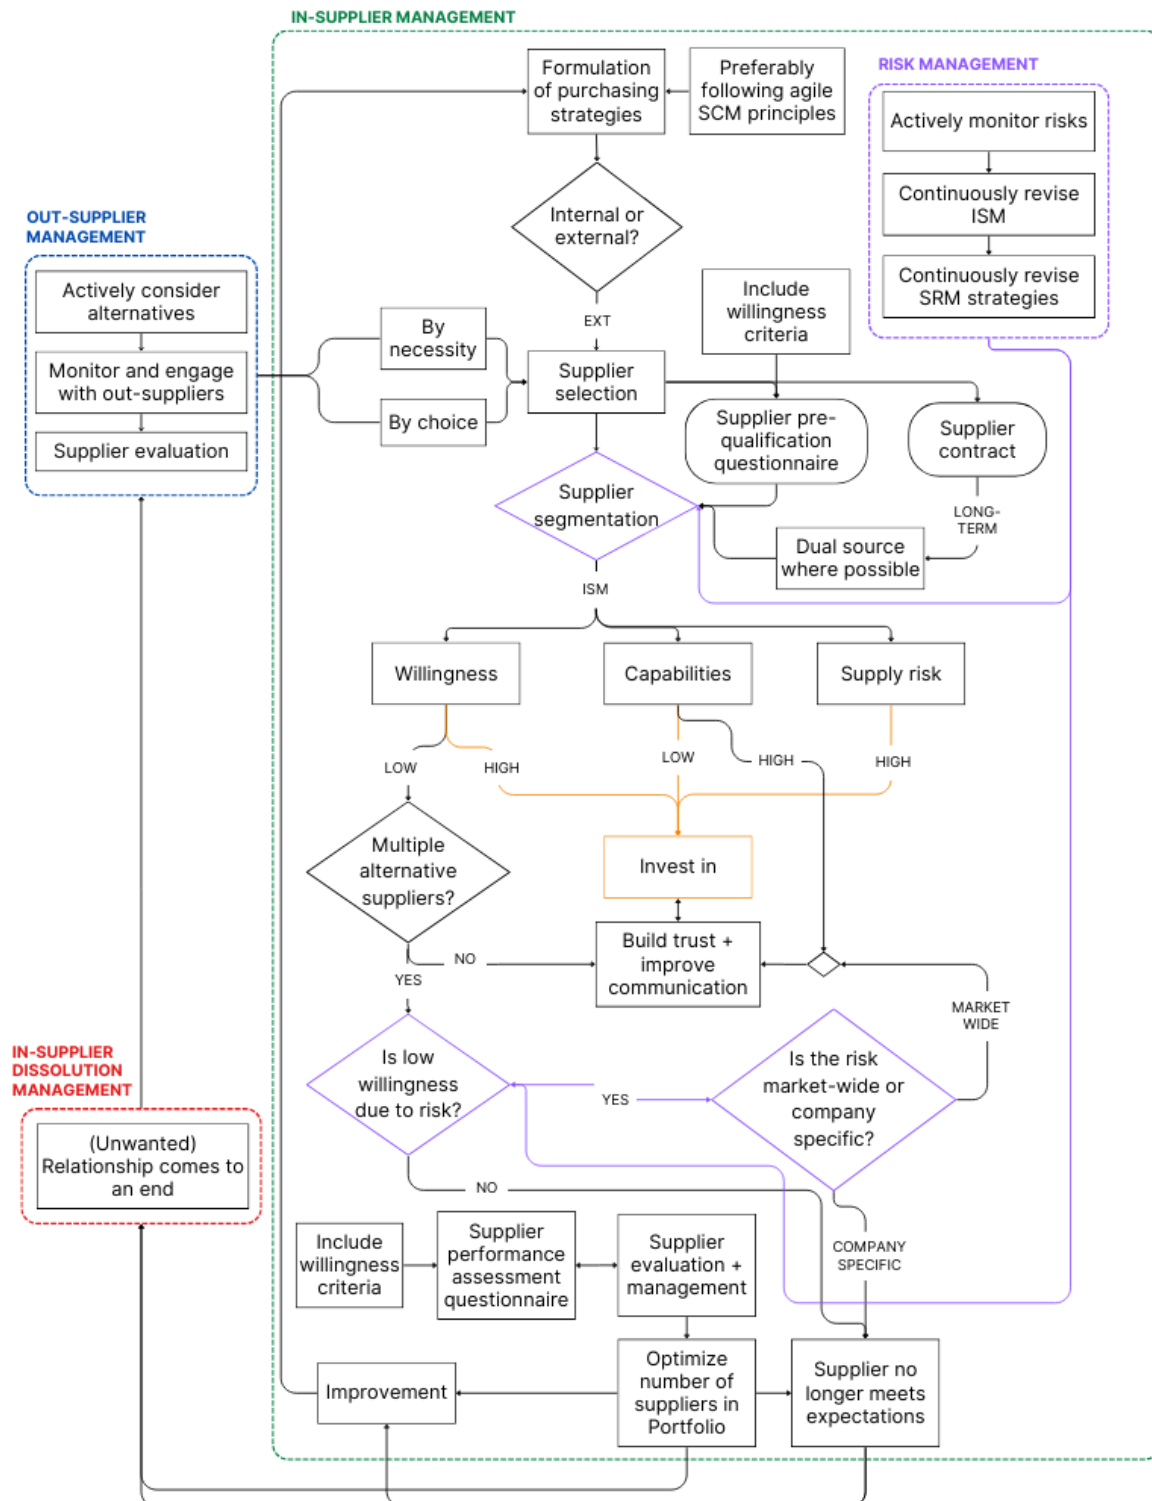 IN-SUPPLIER MANAGEMENT
Formulation
of purchasing
strategies
Preferably
following agile
SCM principles
RISK MANAGEMENT
Actively monitor risks
Continuously revise
ISM
Continuously revise
SRM strategies
Internal or
external?
OUT-SUPPLIER
MANAGEMENT
Actively consider
alternatives
Monitor and engage
with out-suppliers
Supplier evaluation
By
necessity
By choice
EXT
Include
willingness
criteria
Supplier
selection
Supplier pre-
qualification
questionnaire
Supplier
contract
LONG-
TERM
Supplier
segmentation
Dual source
where possible
ISM
Willingness
Capabilities
Supply risk
LOW
HIGH
LOW
HIGH
HIGH
Multiple
alternative
suppliers?
Invest in
NO
YES
Build trust +
improve
communication
MARKET
WIDE
IN-SUPPLIER
DISSOLUTION
MANAGEMENT
(Unwanted)
Relationship comes to
an end
Is low
willingness
due to risk?
YES
Is the risk
market-wide or
company
specific?
NO
COMPANY
SPECIFIC
Include
willingness
criteria
Supplier
performance
assessment
questionnaire
Supplier
evaluation +
management
Improvement
Optimize
number of
suppliers in
Portfolio
Supplier no
longer meets
expectations